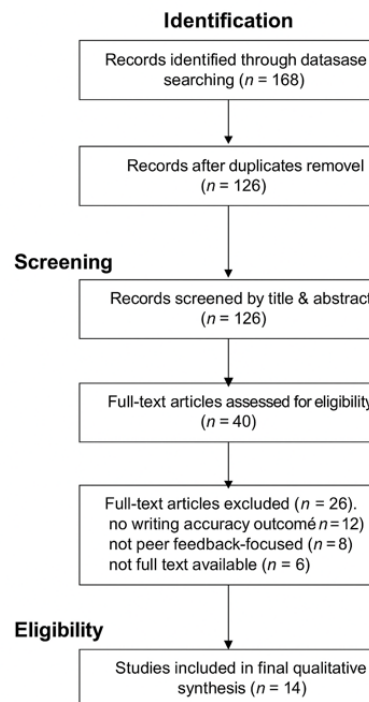 Identification
Records identified through datasase
searching (n = 168)
Records after duplicates removel
(n = 126)
Screening
Records screened by title & abstract
(n = 126)
Full-text articles assessed for eligibility
(n = 40)
Full-text articles excluded (n = 26).
no writing accuracy outcomé n = 12)
not peer feedback-focused (n = 8)
not full text available (n = 6)
Eligibility
Studies included in final qualitative
synthesis (n = 14)